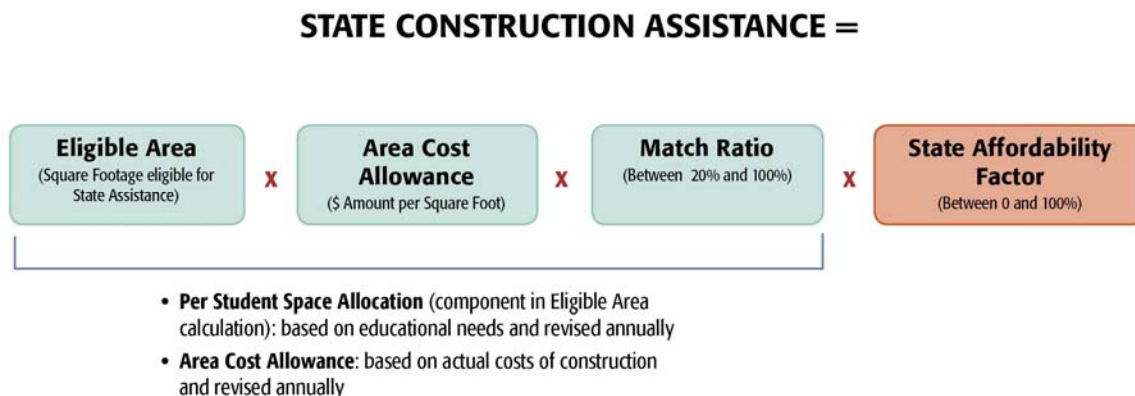 STATE CONSTRUCTION ASSISTANCE =
Eligible Area
(Square Footage eligible for
State Assistance)
x
Area Cost
Allowance
($ Amount per Square Foot)
x
Match Ratio
(Between 20% and 100%)
x
State Affordability
Factor
(Between 0 and 100%)
• Per Student Space Allocation (component in Eligible Area
calculation): based on educational needs and revised annually
• Area Cost Allowance: based on actual costs of construction
and revised annually